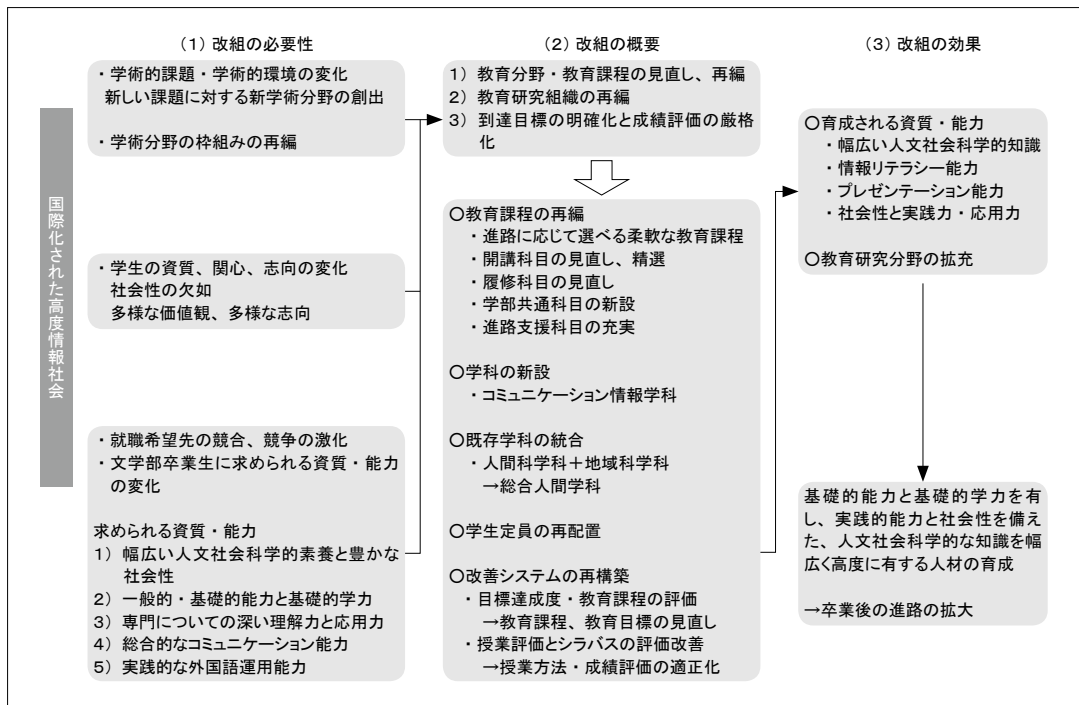 国際化された高度情報社会
（１）改組の必要性
・学術的課題・学術的環境の変化
新しい課題に対する新学術分野の創出
・学術分野の枠組みの再編
・学生の資質、関心、志向の変化
社会性の欠如
多様な価値観、多様な志向
・就職希望先の競合、競争の激化
・文学部卒業生に求められる資質・能力
の変化
求められる資質・能力
１）幅広い人文社会科学的素養と豊かな
社会性
２）一般的・基礎的能力と基礎的学力
３）専門についての深い理解力と応用力
４）総合的なコミュニケーション能力
５）実践的な外国語運用能力
（２）改組の概要
１）教育分野・教育課程の見直し、再編
２）教育研究組織の再編
３）到達目標の明確化と成績評価の厳格
化
○教育課程の再編
・進路に応じて選べる柔軟な教育課程
・開講科目の見直し、精選
・履修科目の見直し
・学部共通科目の新設
・進路支援科目の充実
○学科の新設
・コミュニケーション情報学科
○既存学科の統合
・人間科学科＋地域科学科
→総合人間学科
○学生定員の再配置
○改善システムの再構築
・目標達成度・教育課程の評価
→教育課程、教育目標の見直し
・授業評価とシラバスの評価改善
→授業方法・成績評価の適正化
（３）改組の効果
○育成される資質・能力
・幅広い人文社会科学的知識
・情報リテラシー能力
・プレゼンテーション能力
・社会性と実践力・応用力
○教育研究分野の拡充
基礎的能力と基礎的学力を有
し、実践的能力と社会性を備え
た、人文社会科学的な知識を幅
広く高度に有する人材の育成
→卒業後の進路の拡大